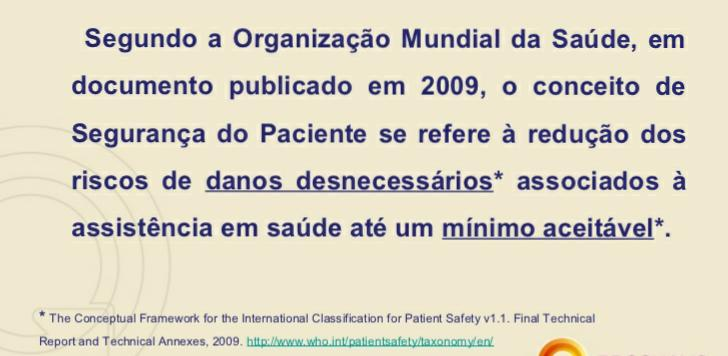 Segundo a Organização Mundial da Saúde, em
documento publicado em 2009, o conceito de
Segurança do Paciente se refere à redução dos
riscos de danos desnecessários* associados à
assistência em saúde até um mínimo aceitável*.
* The Conceptual Framework for the International Classification for Patient Safety v1.1. Final Technical
Report and Technical Annexes, 2009. http://www.who.int/patientsafety/taxonomy/en/